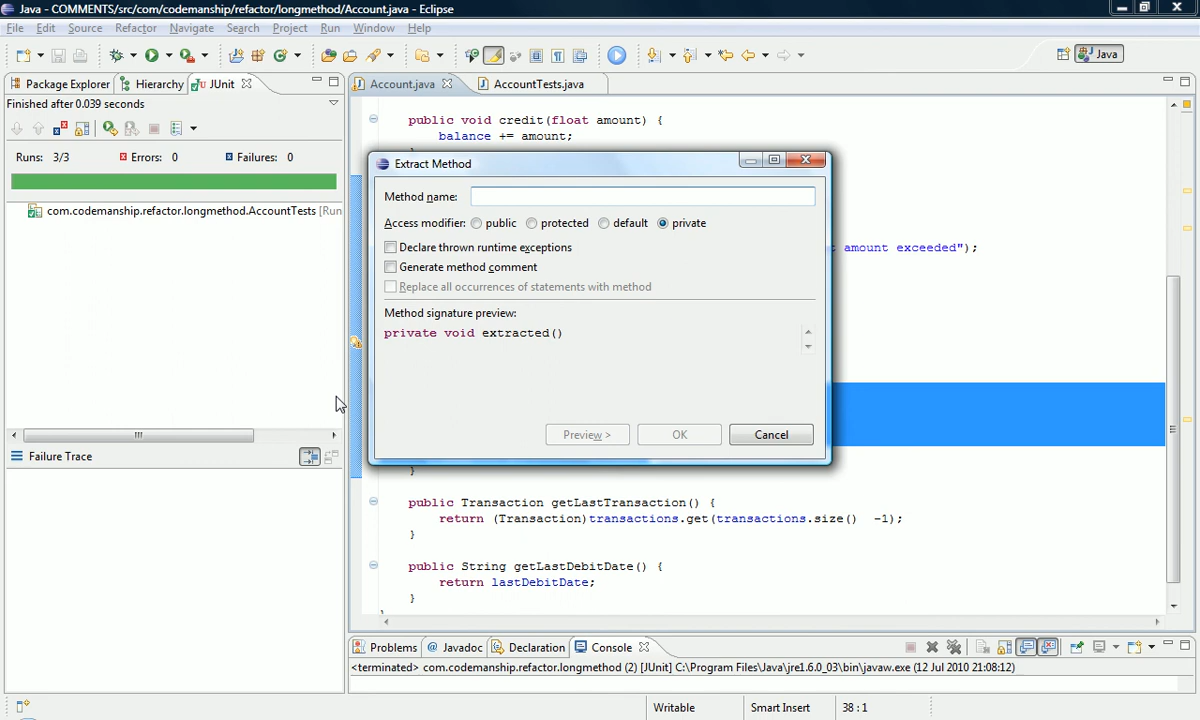 Java - COMMENTS/src/com/codemanship/refactor/longmethod/Account.java - Eclipse
File Edit Source Refactor Navigate Search Project Run Window Help
Java
Package Explorer Hierarchy JUnit
Account.java AccountTests.java
Finished after 0.039 seconds
Runs: 3/3 Errors: 0 Failures: 0
com.codemanship.refactor.longmethod.AccountTests [Run
Failure Trace
public void credit(float amount) {
balance += amount;
Extract Method
Method name:
Access modifier: public protected default private
Declare thrown runtime exceptions
Generate method comment
Replace all occurrences of statements with method
Method signature preview:
private void extracted()
Preview > OK Cancel
amount exceeded");
}
public Transaction getLastTransaction() {
return (Transaction)transactions.get(transactions.size() -1);
}
public String getLastDebitDate() {
return lastDebitDate;
}
Problems @ Javadoc Declaration Console
<terminated> com.codemanship.refactor.longmethod (2) [JUnit] C:\Program Files\Java\jre1.6.0_03\bin\javaw.exe (12 Jul 2010 21:08:12)
Writable Smart Insert 38 : 1